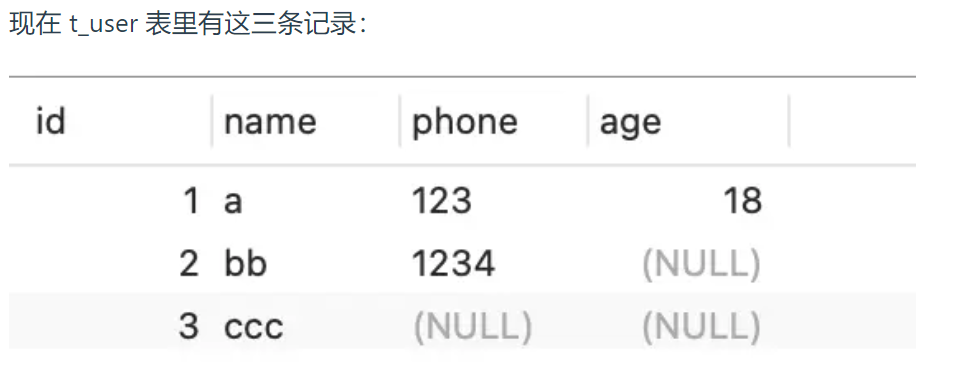 现在 t_user 表里有这三条记录：
id name phone age
1 a 123 18
2 bb 1234 (NULL)
3 ccc (NULL) (NULL)